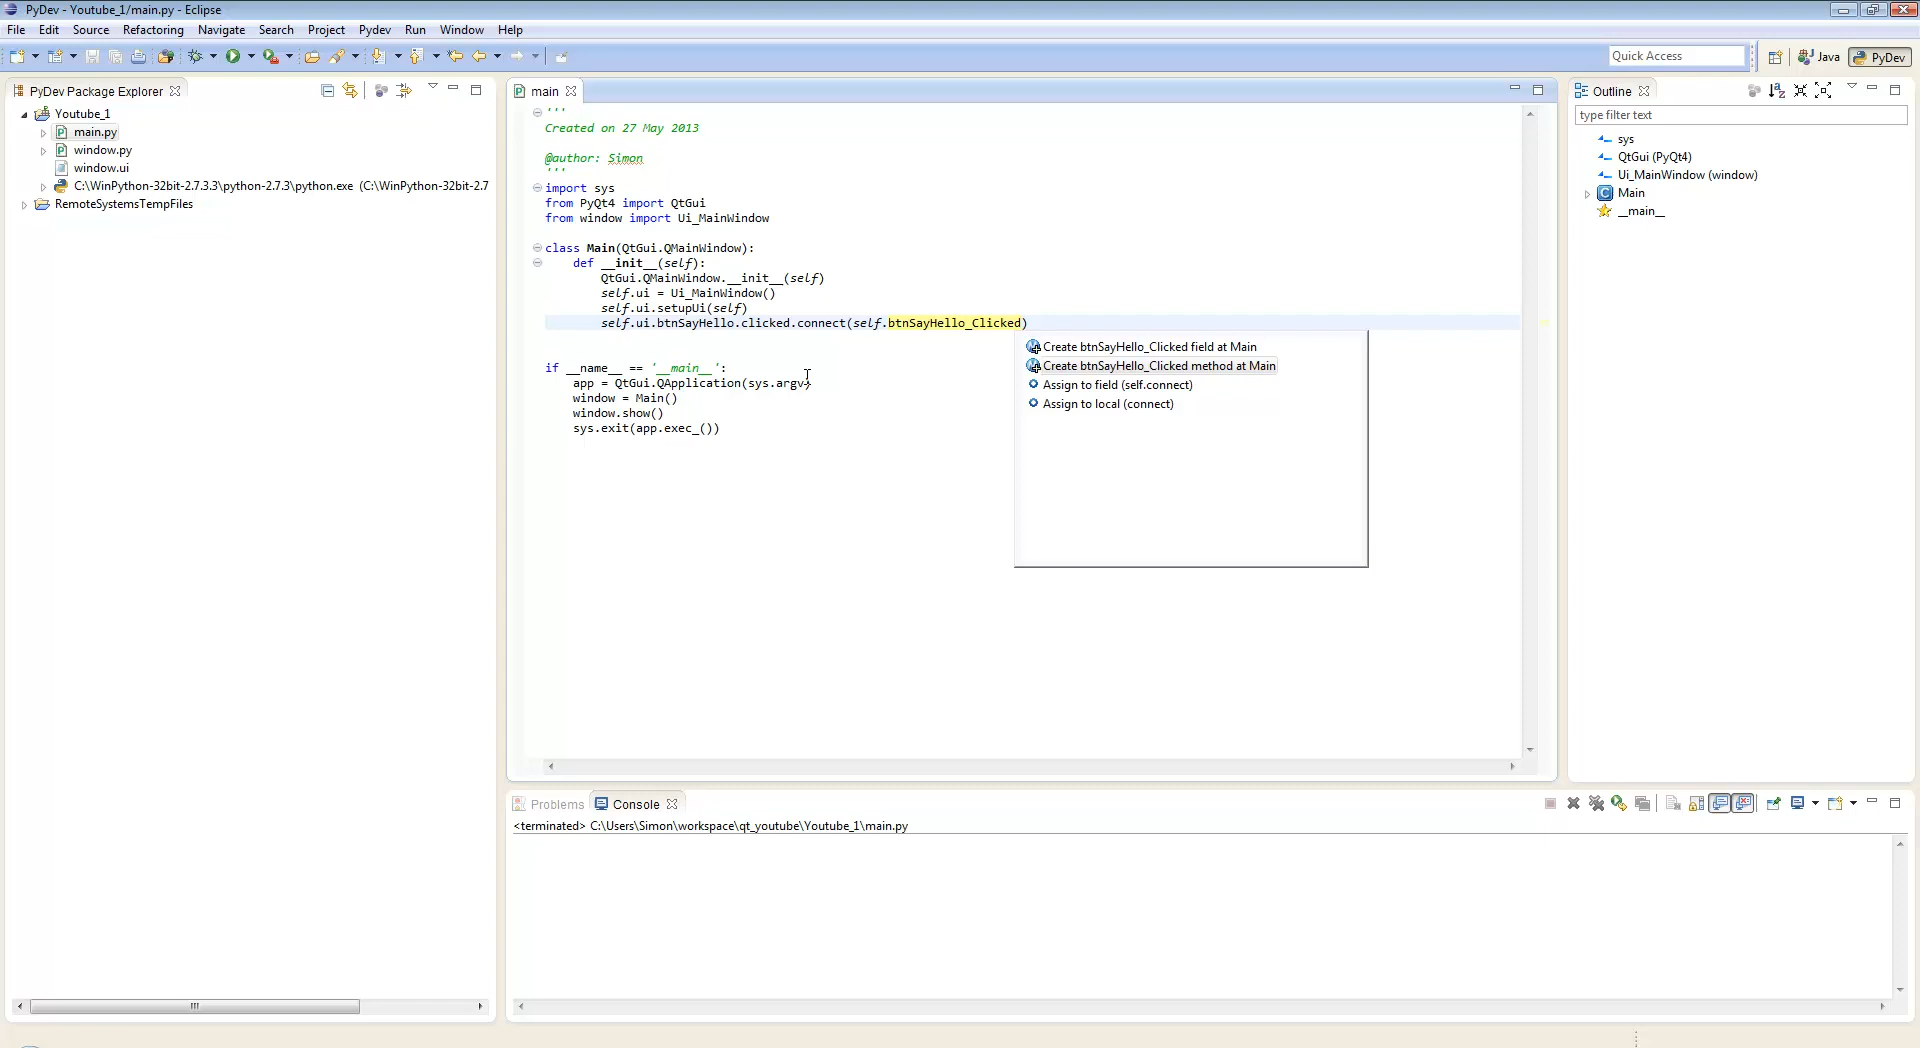 PyDev - Youtube_1/main.py - Eclipse
File Edit Source Refactoring Navigate Search Project Pydev Run Window Help
Quick Access
Java
PyDev
PyDev Package Explorer
Youtube_1
main.py
window.py
window.ui
C:\WinPython-32bit-2.7.3.3\python-2.7.3\python.exe (C:\WinPython-32bit-2.7
RemoteSystemsTempFiles
main
'''
Created on 27 May 2013
@author: Simon
'''
import sys
from PyQt4 import QtGui
from window import Ui_MainWindow
class Main(QtGui.QMainWindow):
def __init__(self):
QtGui.QMainWindow.__init__(self)
self.ui = Ui_MainWindow()
self.ui.setupUi(self)
self.ui.btnSayHello.clicked.connect(self.btnSayHello_Clicked)
if __name__ == '__main__':
app = QtGui.QApplication(sys.argv)
window = Main()
window.show()
sys.exit(app.exec_())
Create btnSayHello_Clicked field at Main
Create btnSayHello_Clicked method at Main
Assign to field (self.connect)
Assign to local (connect)
Outline
type filter text
sys
QtGui (PyQt4)
Ui_MainWindow (window)
Main
__main__
Problems
Console
<terminated> C:\Users\Simon\workspace\qt_youtube\Youtube_1\main.py